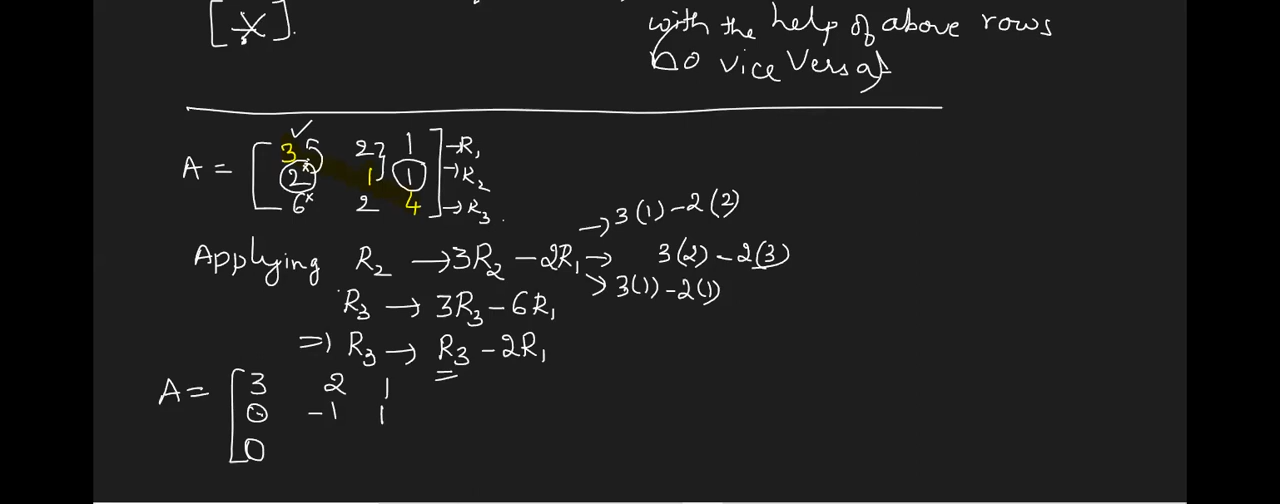 [*].
with the help of above rows
No vice Versa
A = [ 3 2 1 ] → R₁
2 1 1 → R₂
6 2 4 → R₃
Applying R₂ → 3R₂ - 2R₁ → 3(1) - 2(2)
→ 3(2) - 2(3)
→ 3(1) - 2(1)
R₃ → 3R₃ - 6R₁
⇒ R₃ → R₃ - 2R₁
A = [ 3 2 1
0 -1 1
0